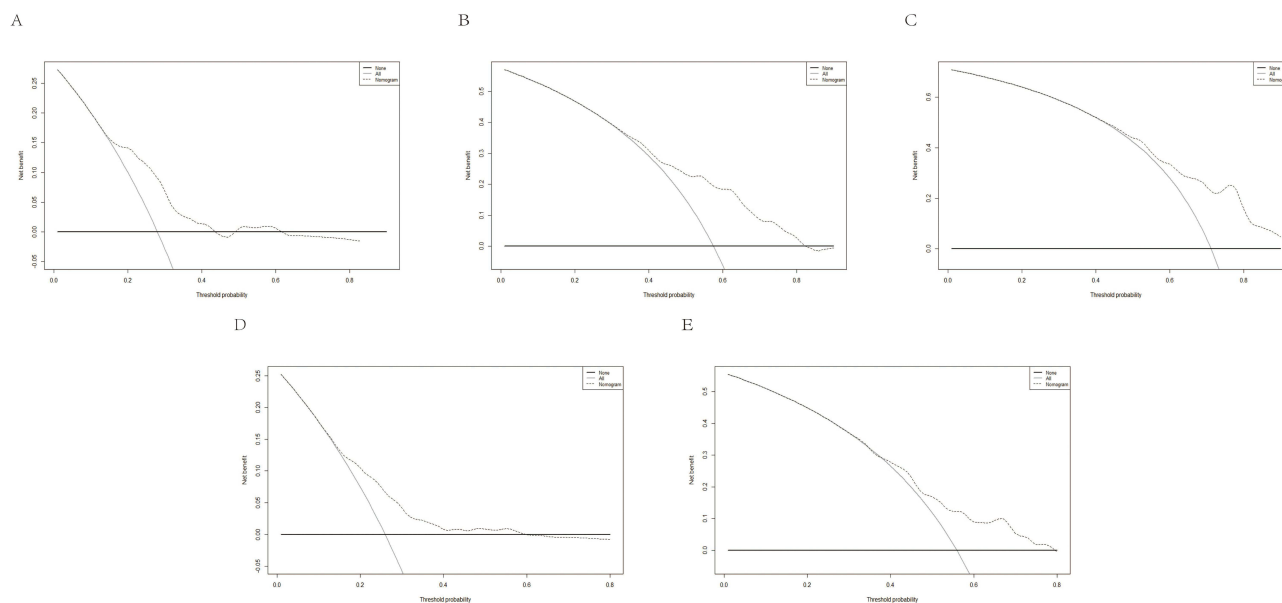 A
None
All
Nomogram
Net benefit
0.25
0.20
0.15
0.10
0.05
0.00
-0.05
0.0 0.2 0.4 0.6 0.8
Threshold probability
B
None
All
Nomogram
Net benefit
0.5
0.4
0.3
0.2
0.1
0.0
0.0 0.2 0.4 0.6 0.8
Threshold probability
C
None
All
Nomogr
Net benefit
0.6
0.4
0.2
0.0
0.0 0.2 0.4 0.6 0.8
Threshold probability
D
None
All
Nomogram
Net benefit
0.25
0.20
0.15
0.10
0.05
0.00
-0.05
0.0 0.2 0.4 0.6 0.8
Threshold probability
E
None
All
Nomogram
Net benefit
0.5
0.4
0.3
0.2
0.1
0.0
0.0 0.2 0.4 0.6 0.8
Threshold probability